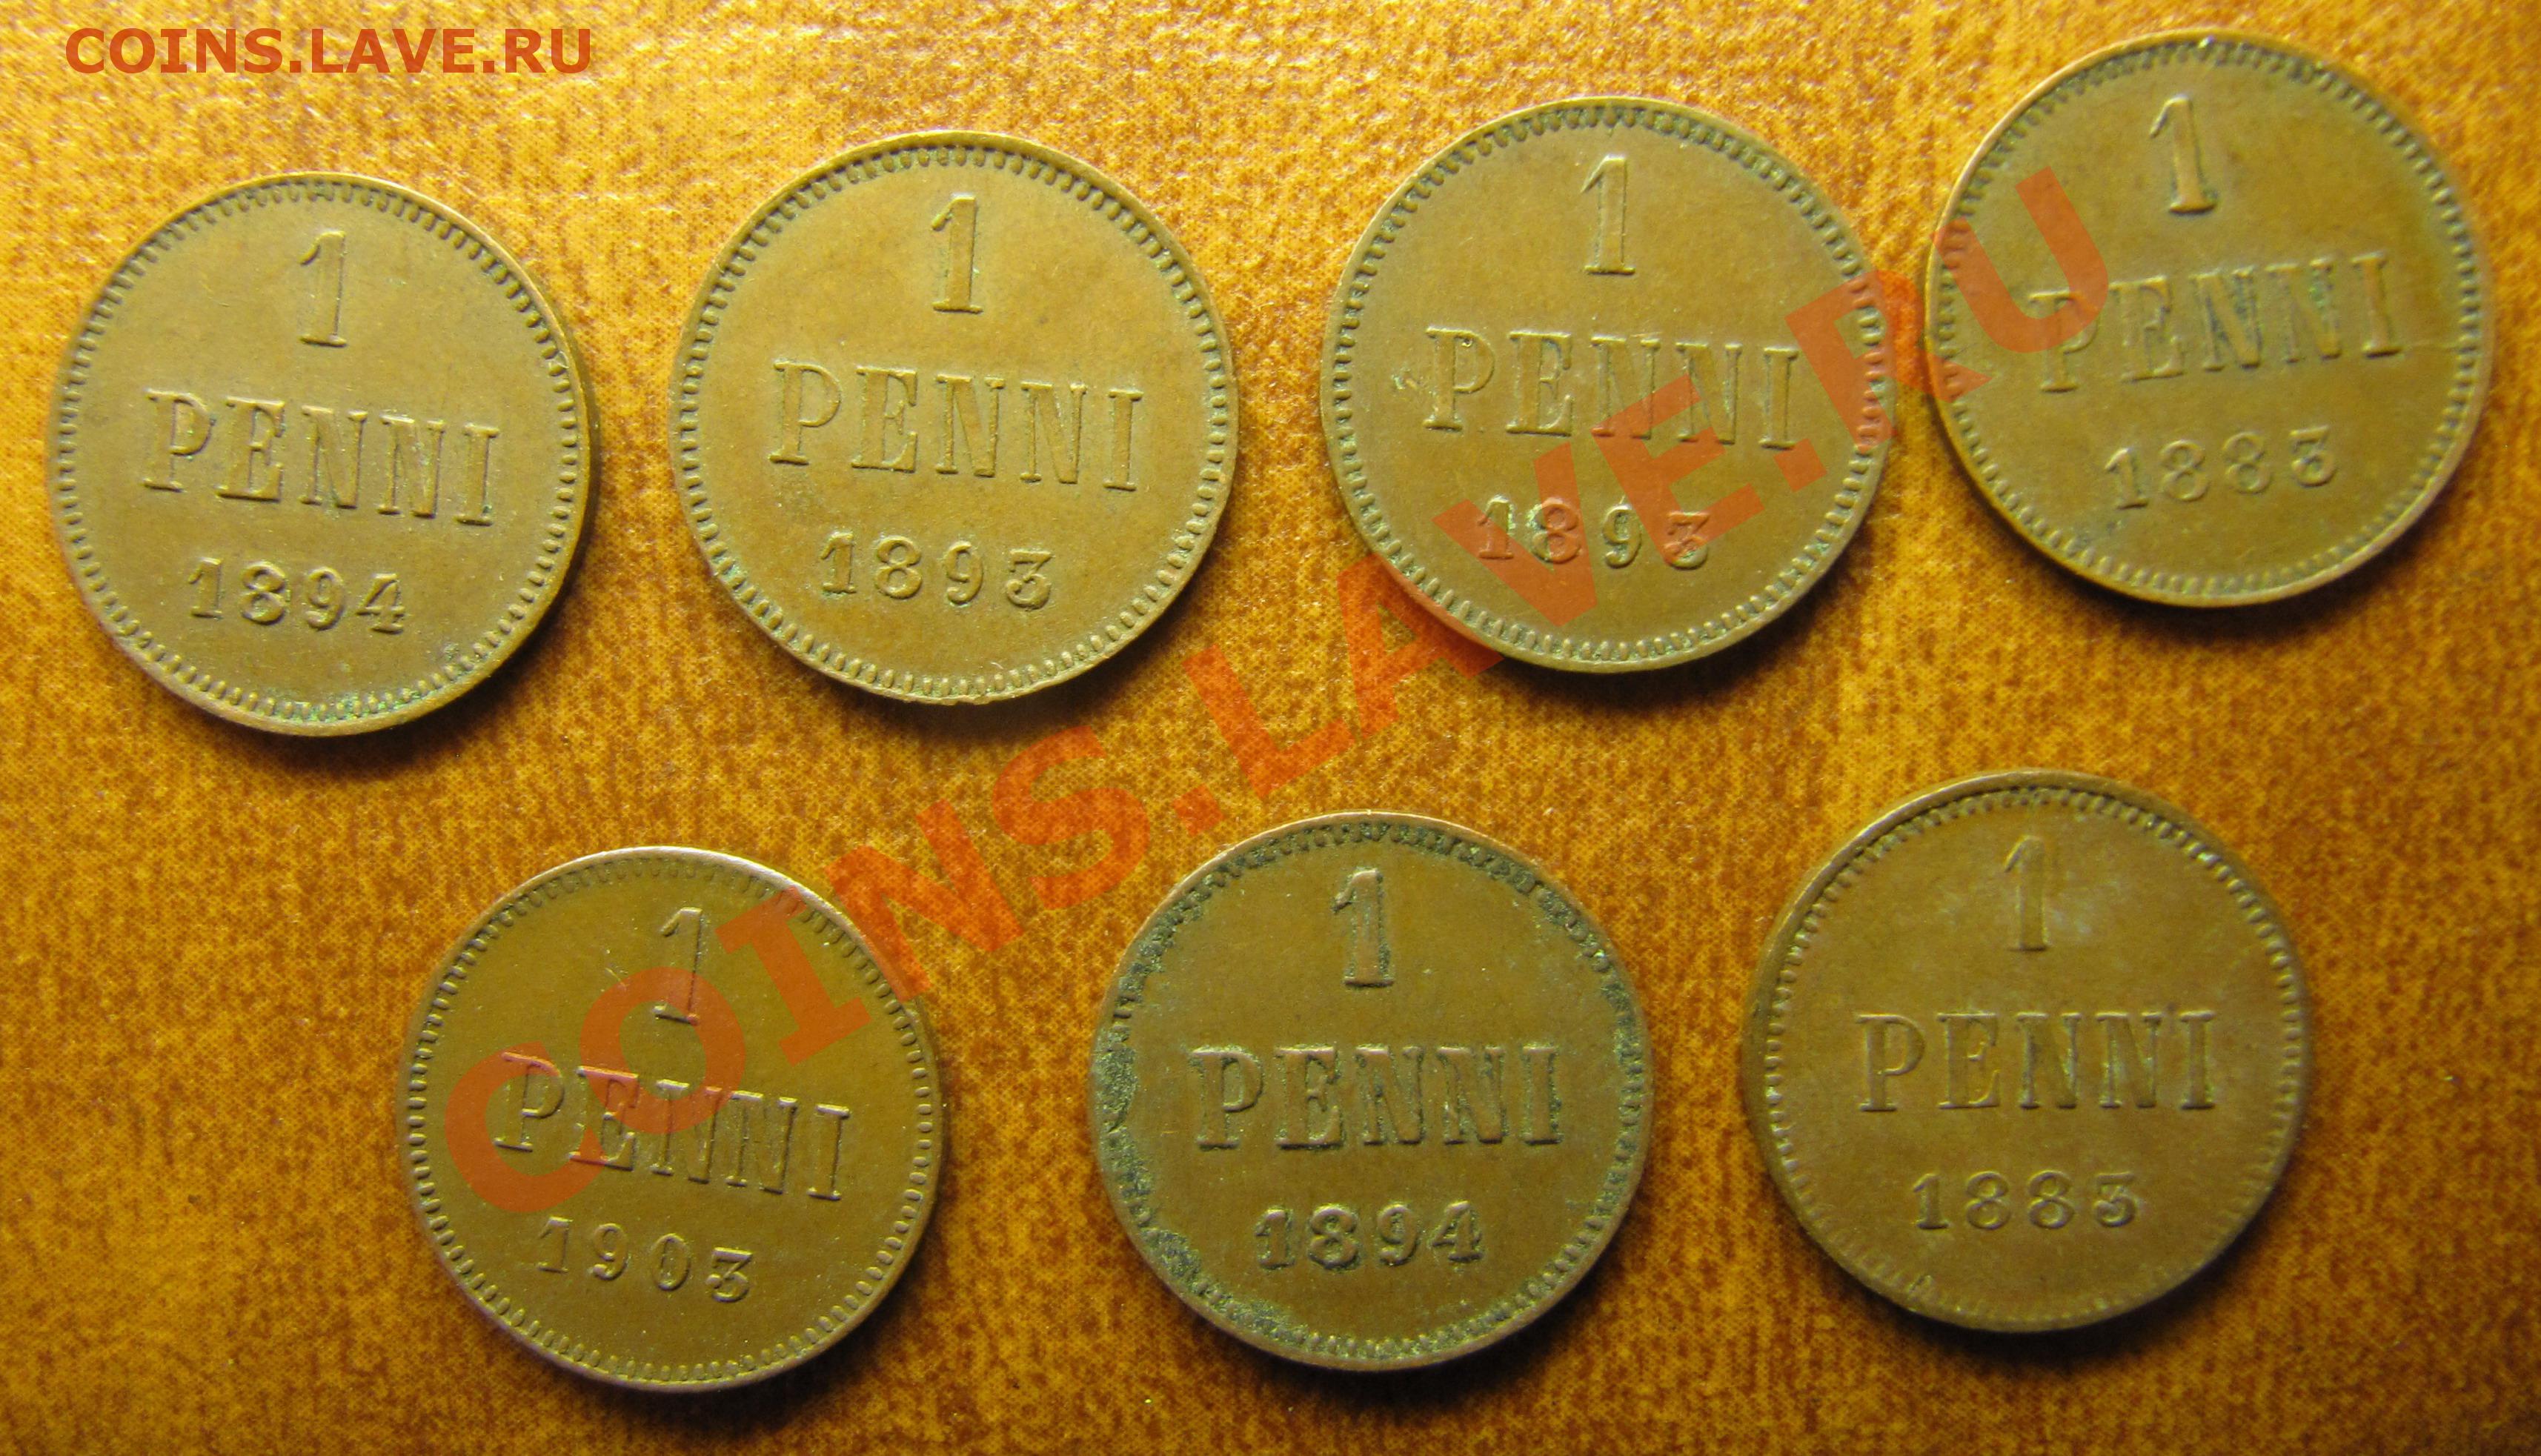 COINS.LAVE.RU
1
PENNI
1894
1
PENNI
1893
1
PENNI
1893
1
PENNI
1883
COINS.LAVE.RU
1
PENNI
1903
1
PENNI
1894
1
PENNI
1883